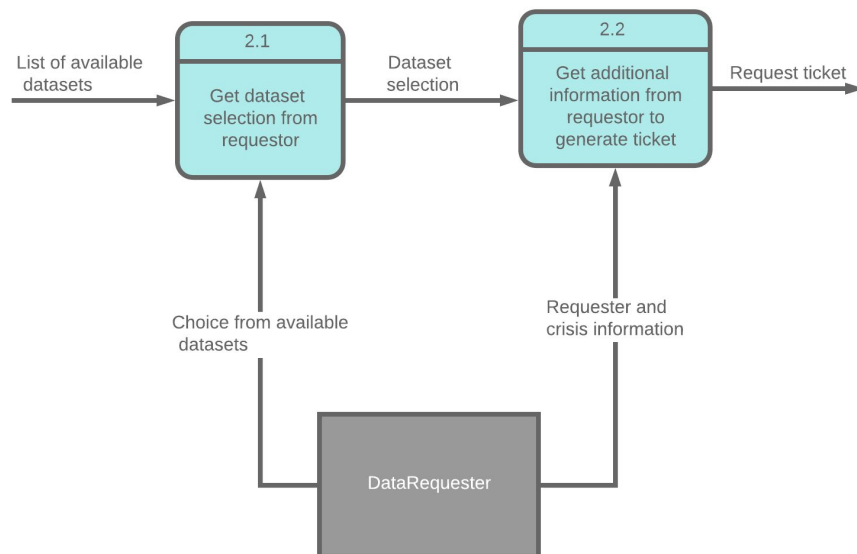 2.1
2.2
List of available
datasets
Get dataset
selection from
requestor
Dataset
selection
Get additional
information from
requestor to
generate ticket
Request ticket
Choice from available
datasets
Requester and
crisis information
DataRequester